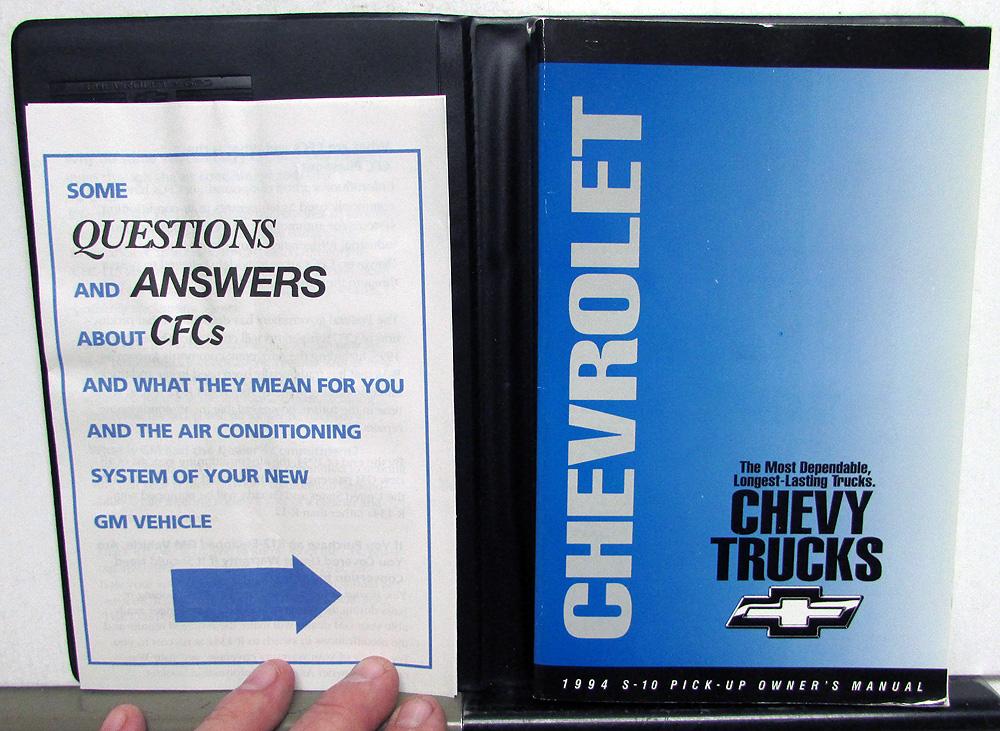 SOME
QUESTIONS
AND ANSWERS
ABOUT CFCs
AND WHAT THEY MEAN FOR YOU
AND THE AIR CONDITIONING
SYSTEM OF YOUR NEW
GM VEHICLE
CHEVROLET
The Most Dependable,
Longest-Lasting Trucks.
CHEVY
TRUCKS
1994 S-10 PICK-UP OWNER'S MANUAL